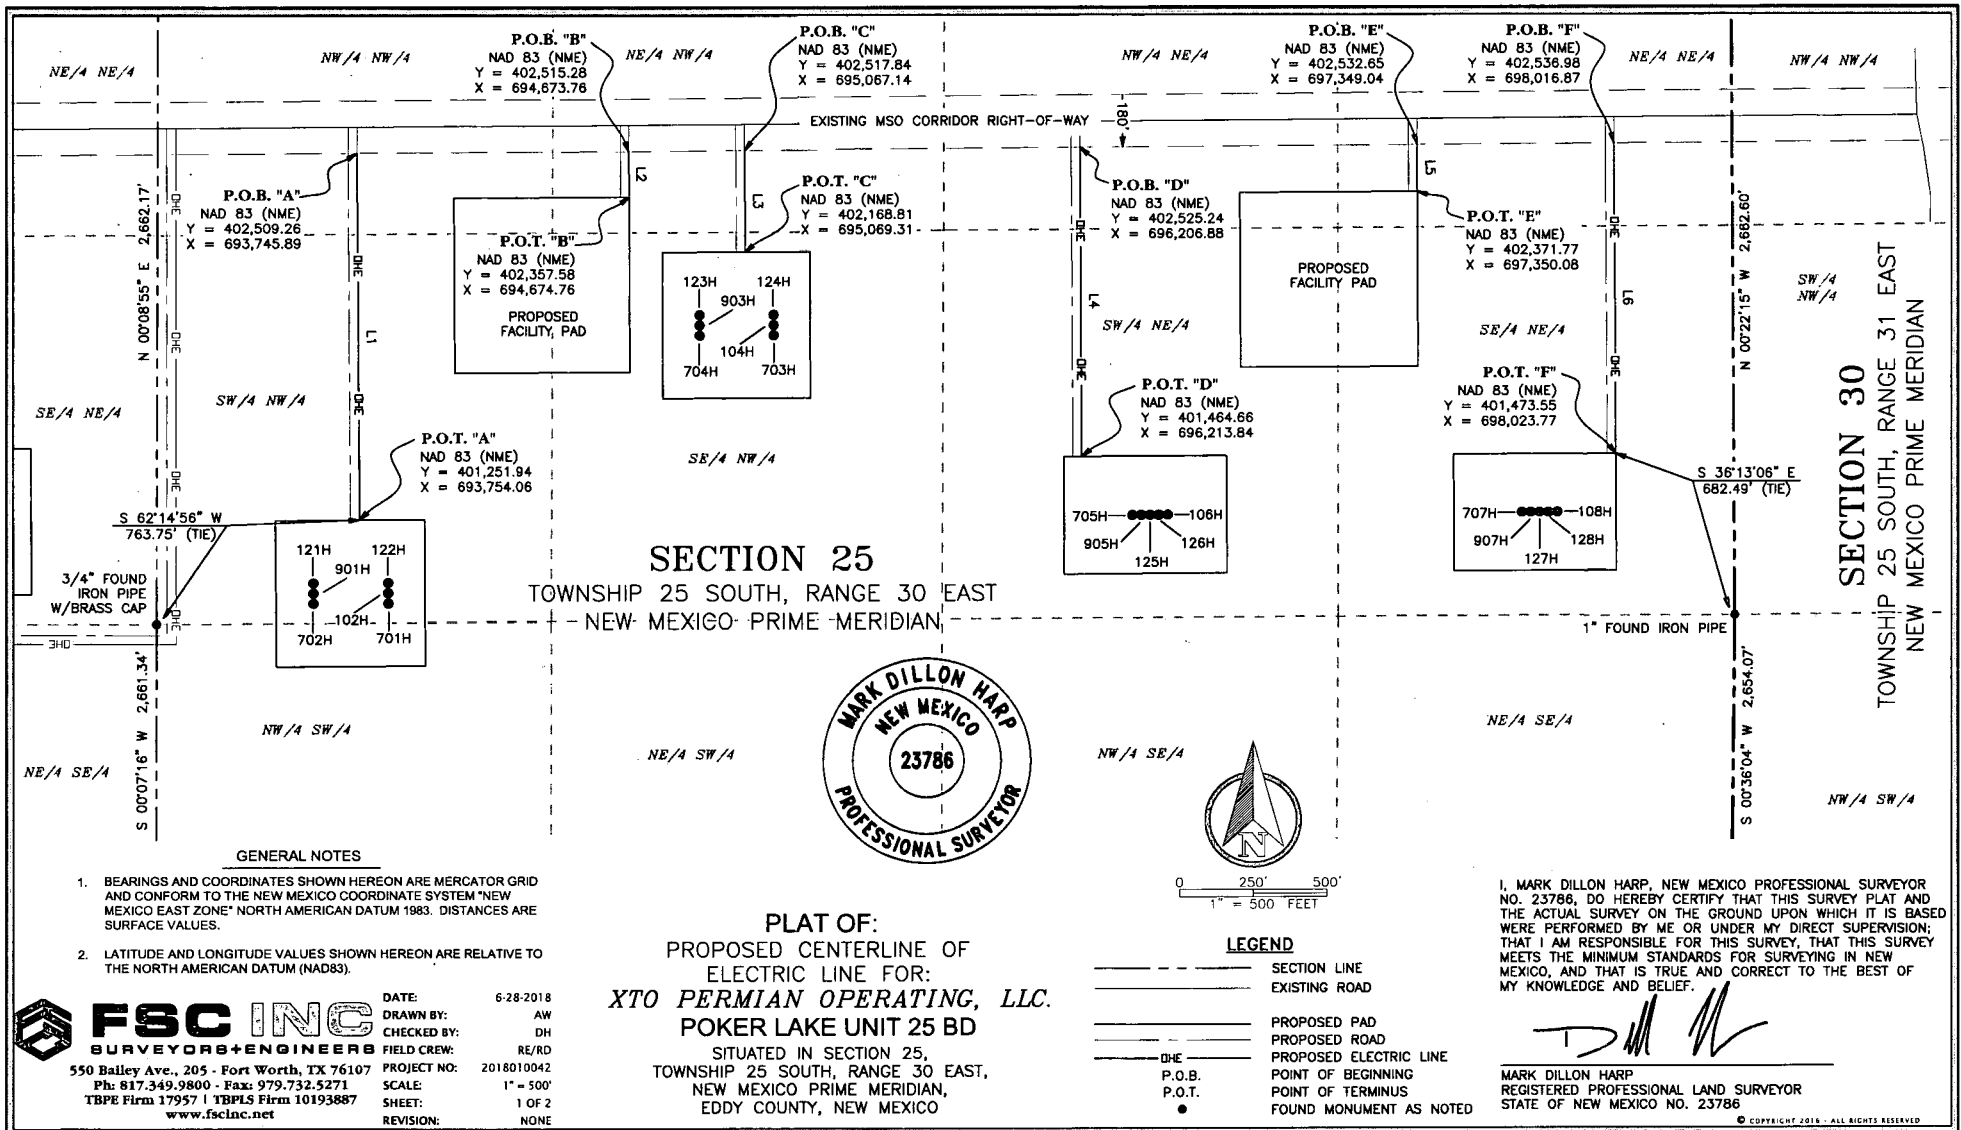 NE/4 NE/4
NW/4 NW/4
P.O.B. "B"
NAD 83 (NME)
Y = 402,515.28
X = 694,673.76
NE/4 NW/4
P.O.B. "C"
NAD 83 (NME)
Y = 402,517.84
X = 695,067.14
NW/4 NE/4
P.O.B. "E"
NAD 83 (NME)
Y = 402,532.65
X = 697,349.04
P.O.B. "F"
NAD 83 (NME)
Y = 402,536.98
X = 698,016.87
NE/4 NE/4
NW/4 NW/4
EXISTING MSO CORRIDOR RIGHT-OF-WAY
180'
P.O.B. "A"
NAD 83 (NME)
Y = 402,509.26
X = 693,745.89
N 00°08'55" E 2,662.17'
OHE
OHE
OHE
OHE
OHE
OHE
OHE
L1
L2
L3
P.O.T. "B"
NAD 83 (NME)
Y = 402,357.58
X = 694,674.76
PROPOSED
FACILITY PAD
P.O.T. "C"
NAD 83 (NME)
Y = 402,168.81
X = 695,069.31
123H
124H
903H
104H
704H
703H
P.O.B. "D"
NAD 83 (NME)
Y = 402,525.24
X = 696,206.88
OHE
L4
OHE
SW/4 NE/4
L5
PROPOSED
FACILITY PAD
P.O.T. "E"
NAD 83 (NME)
Y = 402,371.77
X = 697,350.08
OHE
L6
OHE
SE/4 NE/4
N 00°22'15" W 2,682.60'
SW/4
NW/4
SECTION 30
TOWNSHIP 25 SOUTH, RANGE 31 EAST
NEW MEXICO PRIME MERIDIAN
SE/4 NE/4
SW/4 NW/4
P.O.T. "A"
NAD 83 (NME)
Y = 401,251.94
X = 693,754.06
SE/4 NW/4
P.O.T. "D"
NAD 83 (NME)
Y = 401,464.66
X = 696,213.84
P.O.T. "F"
NAD 83 (NME)
Y = 401,473.55
X = 698,023.77
S 36°13'06" E
682.49' (TIE)
S 62°14'56" W
763.75' (TIE)
3/4" FOUND
IRON PIPE
W/BRASS CAP
121H
122H
901H
102H
702H
701H
705H
106H
905H
126H
125H
707H
108H
907H
128H
127H
1" FOUND IRON PIPE
SECTION 25
TOWNSHIP 25 SOUTH, RANGE 30 EAST
NEW MEXICO PRIME MERIDIAN
S 00°07'16" W 2,661.34'
S 00°36'04" W 2,654.07'
NE/4 SE/4
NW/4 SW/4
NE/4 SW/4
NW/4 SE/4
NE/4 SE/4
NW/4 SW/4
MARK DILLON HARP
NEW MEXICO
23786
PROFESSIONAL SURVEYOR
N
0 250' 500'
1" = 500 FEET
GENERAL NOTES
1. BEARINGS AND COORDINATES SHOWN HEREON ARE MERCATOR GRID
AND CONFORM TO THE NEW MEXICO COORDINATE SYSTEM "NEW
MEXICO EAST ZONE" NORTH AMERICAN DATUM 1983. DISTANCES ARE
SURFACE VALUES.
2. LATITUDE AND LONGITUDE VALUES SHOWN HEREON ARE RELATIVE TO
THE NORTH AMERICAN DATUM (NAD83).
FSC INC
SURVEYORS+ENGINEERS
550 Bailey Ave., 205 - Fort Worth, TX 76107
Ph: 817.349.9800 - Fax: 979.732.5271
TBPE Firm 17957 | TBPLS Firm 10193887
www.fscinc.net
DATE: 6-28-2018
DRAWN BY: AW
CHECKED BY: DH
FIELD CREW: RE/RD
PROJECT NO: 2018010042
SCALE: 1" = 500'
SHEET: 1 OF 2
REVISION: NONE
PLAT OF:
PROPOSED CENTERLINE OF
ELECTRIC LINE FOR:
XTO PERMIAN OPERATING, LLC.
POKER LAKE UNIT 25 BD
SITUATED IN SECTION 25,
TOWNSHIP 25 SOUTH, RANGE 30 EAST,
NEW MEXICO PRIME MERIDIAN,
EDDY COUNTY, NEW MEXICO
LEGEND
SECTION LINE
EXISTING ROAD
PROPOSED PAD
PROPOSED ROAD
OHE PROPOSED ELECTRIC LINE
P.O.B. POINT OF BEGINNING
P.O.T. POINT OF TERMINUS
FOUND MONUMENT AS NOTED
I, MARK DILLON HARP, NEW MEXICO PROFESSIONAL SURVEYOR
NO. 23786, DO HEREBY CERTIFY THAT THIS SURVEY PLAT AND
THE ACTUAL SURVEY ON THE GROUND UPON WHICH IT IS BASED
WERE PERFORMED BY ME OR UNDER MY DIRECT SUPERVISION;
THAT I AM RESPONSIBLE FOR THIS SURVEY, THAT THIS SURVEY
MEETS THE MINIMUM STANDARDS FOR SURVEYING IN NEW
MEXICO, AND THAT IS TRUE AND CORRECT TO THE BEST OF
MY KNOWLEDGE AND BELIEF.
MARK DILLON HARP
REGISTERED PROFESSIONAL LAND SURVEYOR
STATE OF NEW MEXICO NO. 23786
© COPYRIGHT 2016 - ALL RIGHTS RESERVED